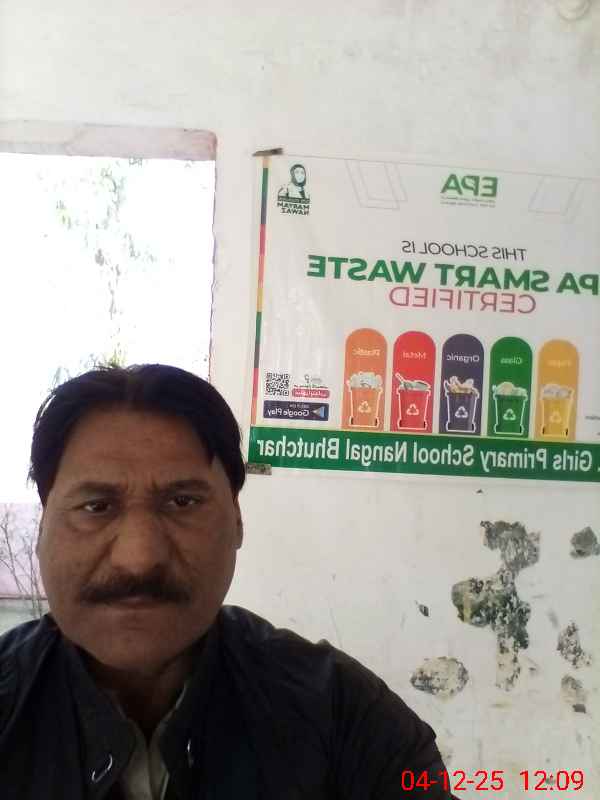 EPA
MARYAM
NAWAZ
THIS SCHOOL IS
PA SMART WASTE
CERTIFIED
Plastic
Metal
Organic
Glass
Paper
Google Play
Girls Primary School Nangal Bhutchar
04-12-25 12:09